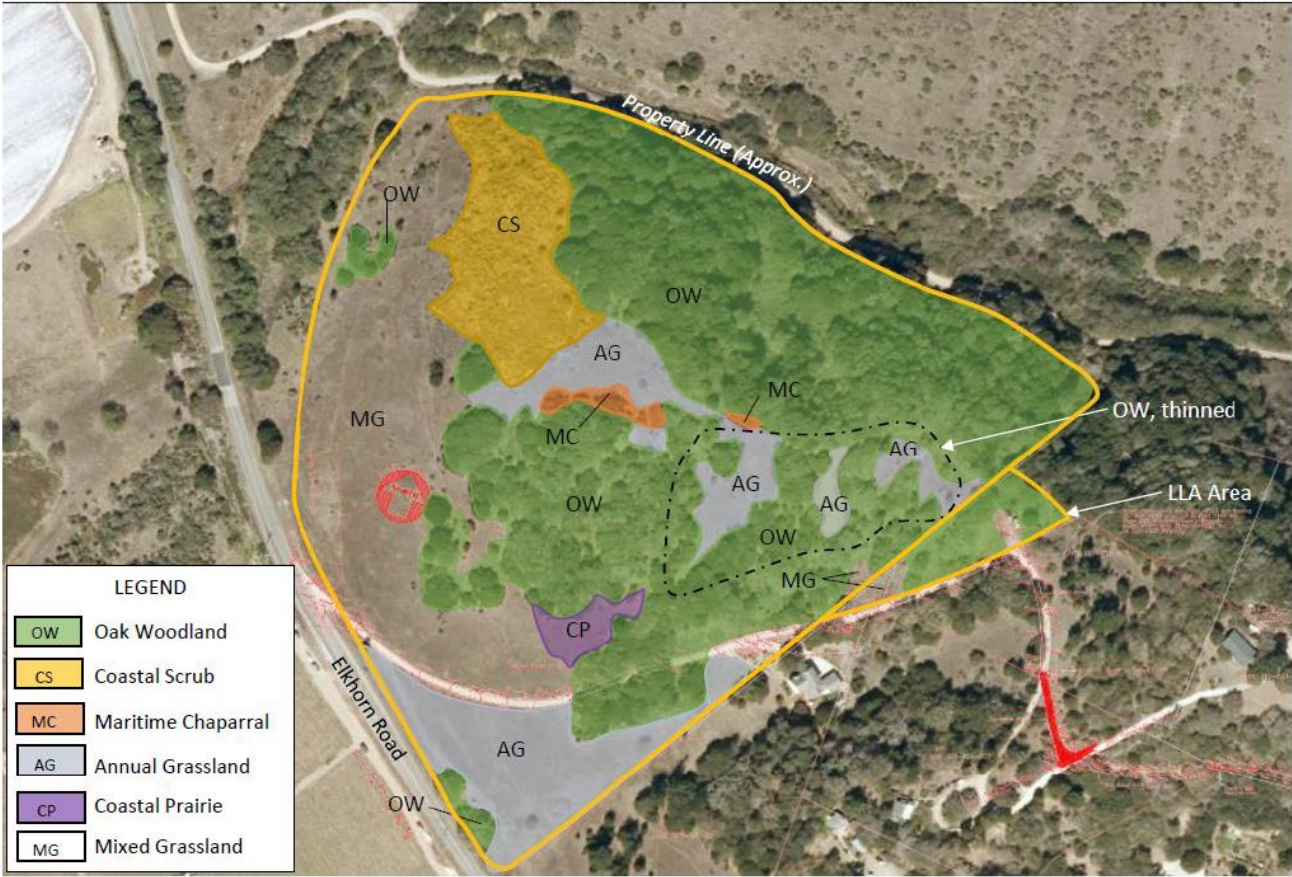 Property Line (Approx.)
OW
CS
OW
AG
MC
OW, thinned
MG
MC
AG
AG
LLA Area
OW
AG
OW
MG
CP
Elkhorn Road
AG
OW
LEGEND
OW Oak Woodland
CS Coastal Scrub
MC Maritime Chaparral
AG Annual Grassland
CP Coastal Prairie
MG Mixed Grassland